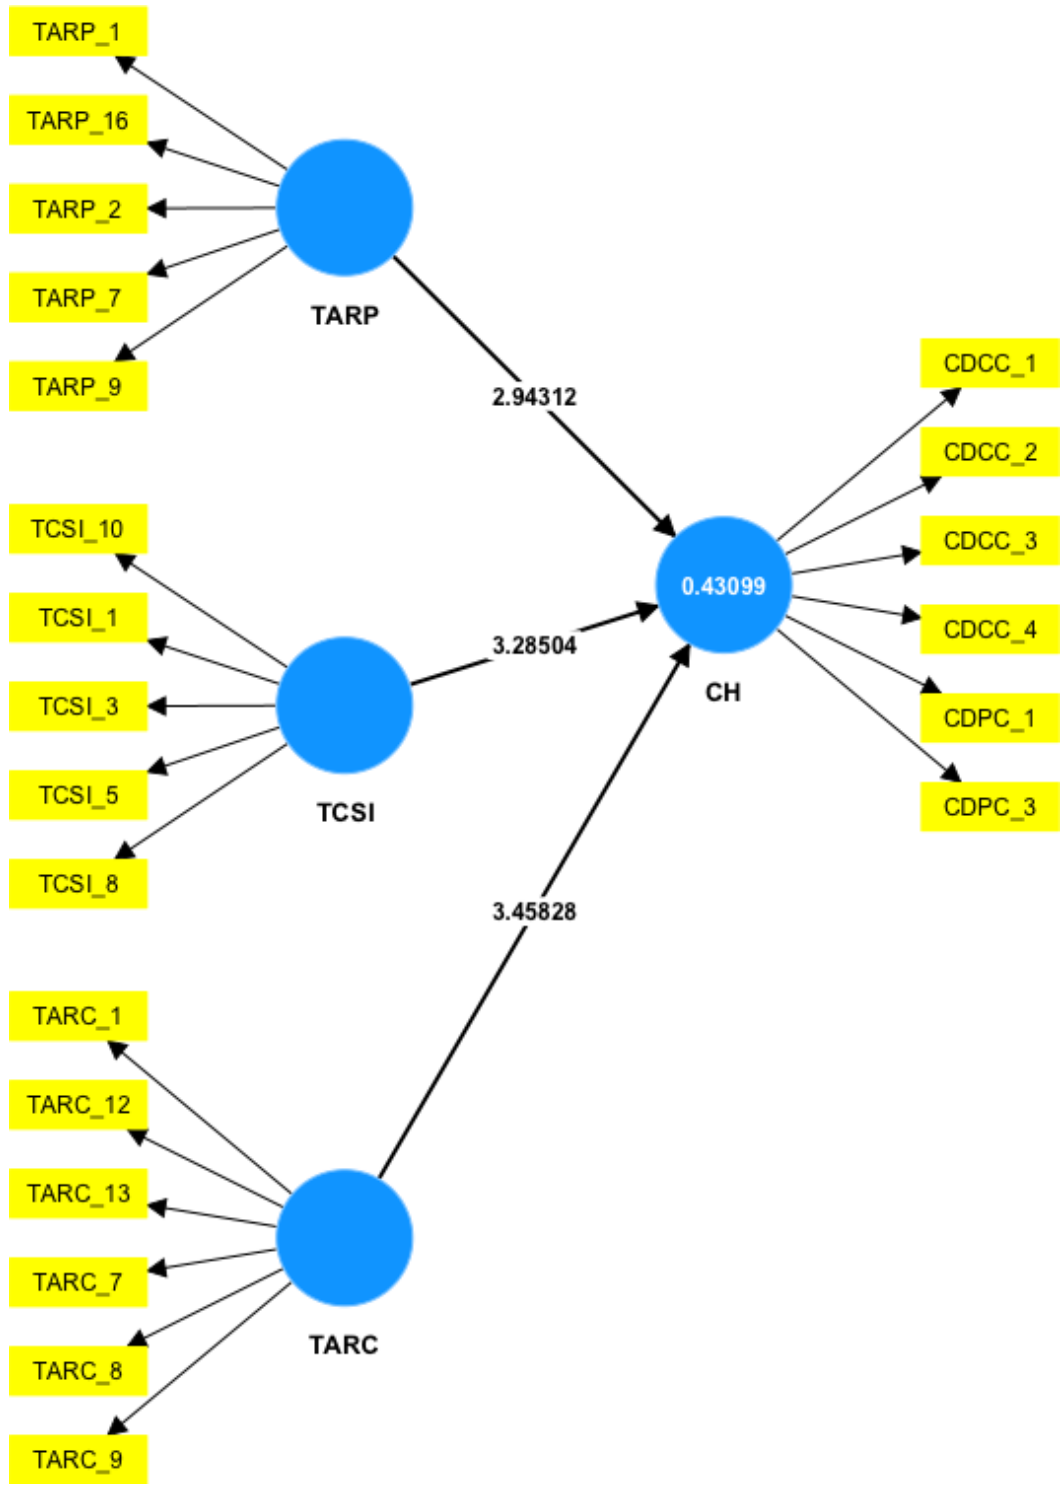 TARP_1
TARP_16
TARP_2
TARP_7
TARP_9
TARP
2.94312
TCSI_10
TCSI_1
TCSI_3
TCSI_5
TCSI_8
TCSI
3.28504
TARC_1
TARC_12
TARC_13
TARC_7
TARC_8
TARC_9
TARC
3.45828
0.43099
CH
CDCC_1
CDCC_2
CDCC_3
CDCC_4
CDPC_1
CDPC_3